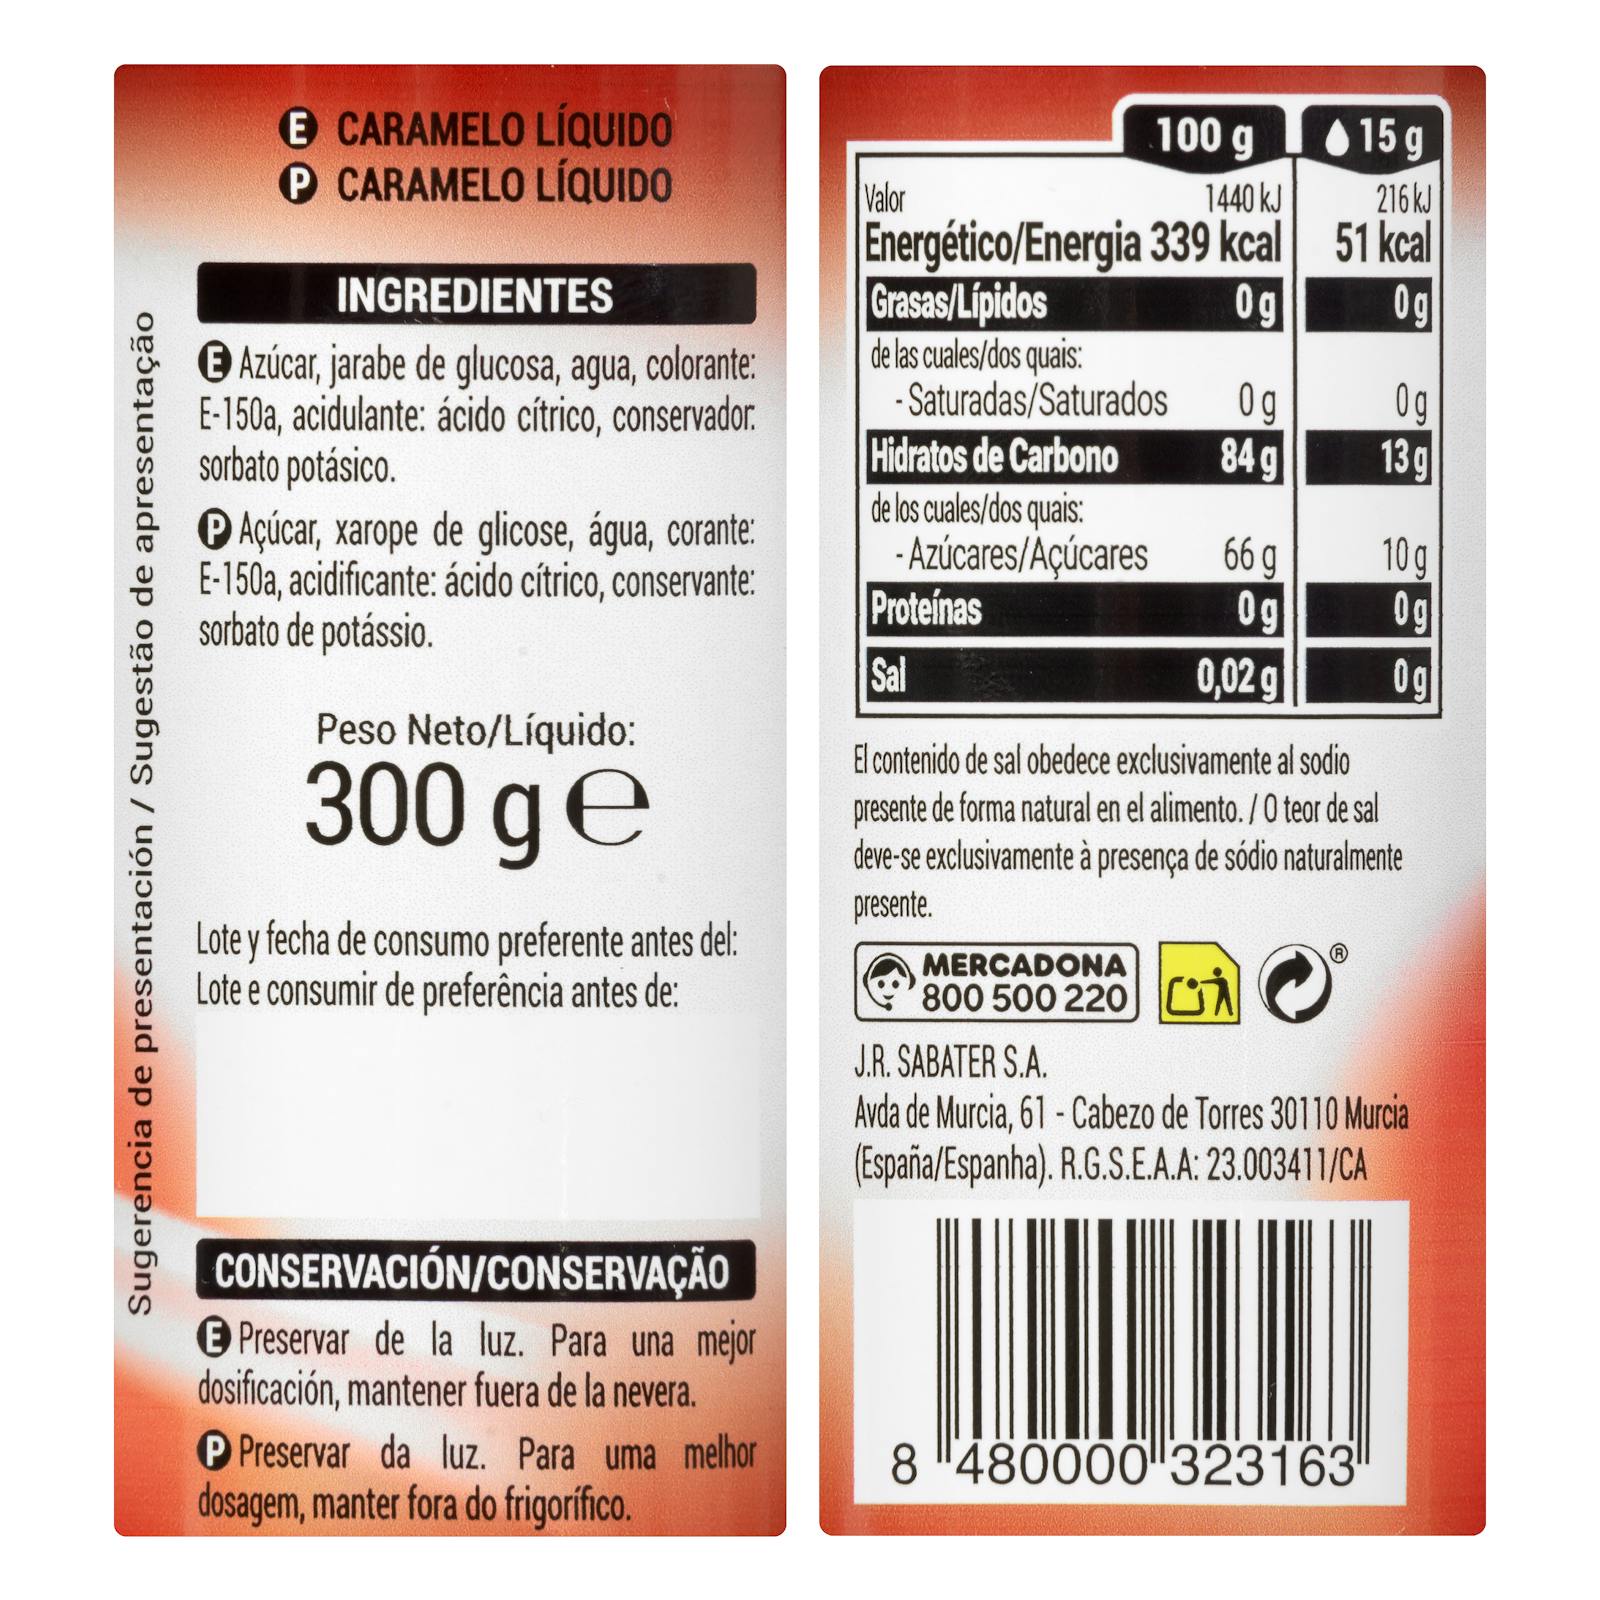 E CARAMELO LÍQUIDO
P CARAMELO LÍQUIDO
INGREDIENTES
E Azúcar, jarabe de glucosa, agua, colorante:
E-150a, acidulante: ácido cítrico, conservador:
sorbato potásico.
P Açúcar, xarope de glicose, água, corante:
E-150a, acidificante: ácido cítrico, conservante:
sorbato de potássio.
Peso Neto/Líquido:
300 g e
Lote y fecha de consumo preferente antes del:
Lote e consumir de preferência antes de:
CONSERVACIÓN/CONSERVAÇÃO
E Preservar de la luz. Para una mejor
dosificación, mantener fuera de la nevera.
P Preservar da luz. Para uma melhor
dosagem, manter fora do frigorífico.
Sugerencia de presentación / Sugestão de apresentação
100 g 15 g
Valor 1440 kJ 216 kJ
Energético/Energia 339 kcal 51 kcal
Grasas/Lípidos 0 g 0 g
de las cuales/dos quais:
- Saturadas/Saturados 0 g 0 g
Hidratos de Carbono 84 g 13 g
de los cuales/dos quais:
- Azúcares/Açúcares 66 g 10 g
Proteínas 0 g 0 g
Sal 0,02 g 0 g
El contenido de sal obedece exclusivamente al sodio
presente de forma natural en el alimento. / O teor de sal
deve-se exclusivamente à presença de sódio naturalmente
presente.
MERCADONA
800 500 220
®
J.R. SABATER S.A.
Avda de Murcia, 61 - Cabezo de Torres 30110 Murcia
(España/Espanha). R.G.S.E.A.A: 23.003411/CA
8 480000 323163